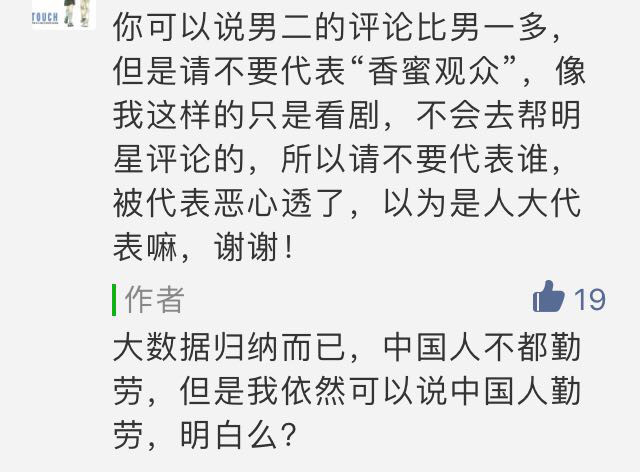 TOUCH
你可以说男二的评论比男一多，
但是请不要代表“香蜜观众”，像
我这样的只是看剧，不会去帮明
星评论的，所以请不要代表谁，
被代表恶心透了，以为是人大代
表嘛，谢谢！
作者
19
大数据归纳而已，中国人不都勤
劳，但是我依然可以说中国人勤
劳，明白么？